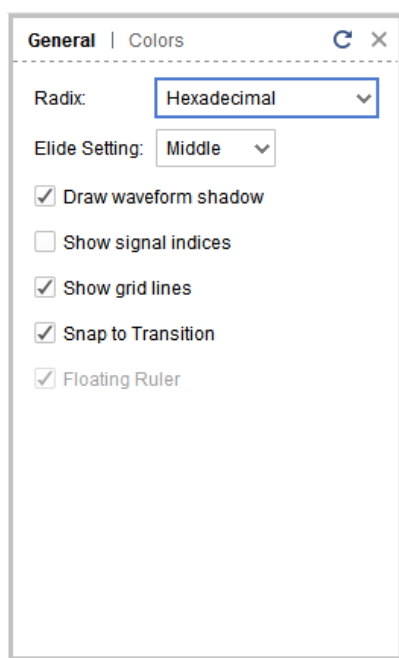 General | Colors
Radix: Hexadecimal
Elide Setting: Middle
Draw waveform shadow
Show signal indices
Show grid lines
Snap to Transition
Floating Ruler